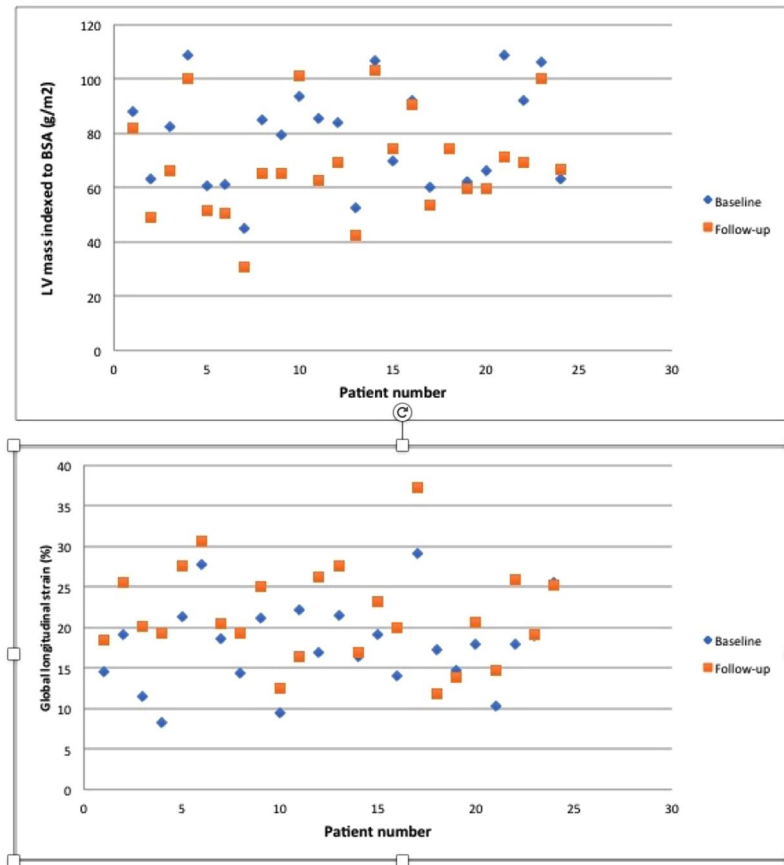 LV mass indexed to BSA (g/m2)
120
100
80
60
40
20
0
0 5 10 15 20 25 30
Patient number
Baseline
Follow-up
Global longitudinal strain (%)
40
35
30
25
20
15
10
5
0
0 5 10 15 20 25 30
Patient number
Baseline
Follow-up